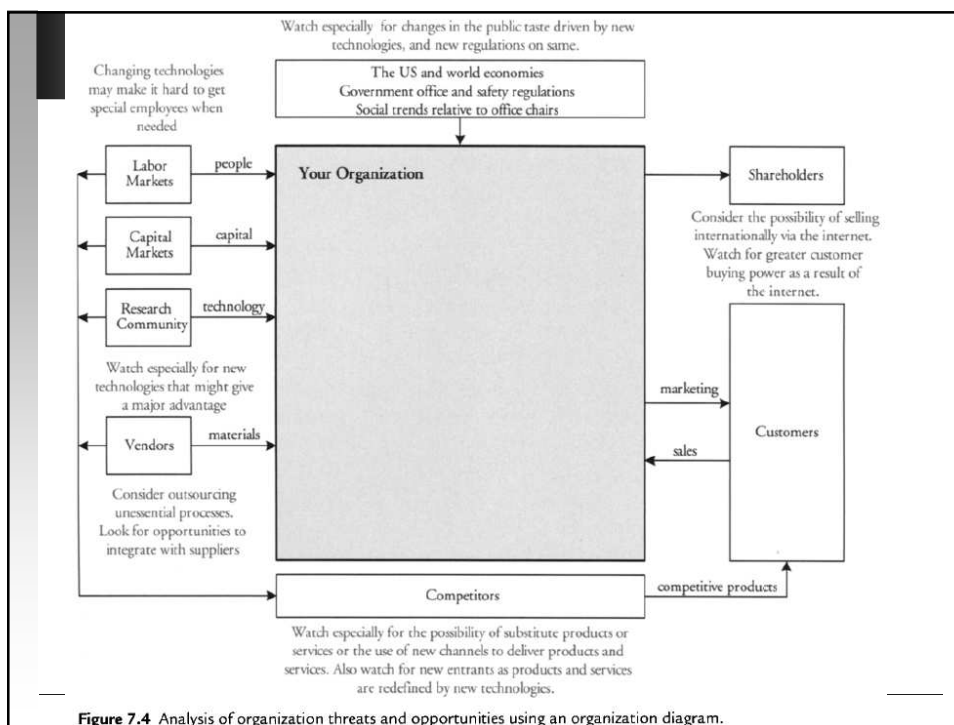 Watch especially for changes in the public taste driven by new
technologies, and new regulations on same.
The US and world economies
Government office and safety regulations
Social trends relative to office chairs
Changing technologies
may make it hard to get
special employees when
needed
Labor
Markets
people
Your Organization
Shareholders
Capital
Markets
capital
Consider the possibility of selling
internationally via the internet.
Watch for greater customer
buying power as a result of
the internet.
Research
Community
technology
Watch especially for new
technologies that might give
a major advantage
marketing
Customers
sales
Vendors
materials
Consider outsourcing
unessential processes.
Look for opportunities to
integrate with suppliers
Competitors
competitive products
Watch especially for the possibility of substitute products or
services or the use of new channels to deliver products and
services. Also watch for new entrants as products and services
are redefined by new technologies.
Figure 7.4 Analysis of organization threats and opportunities using an organization diagram.